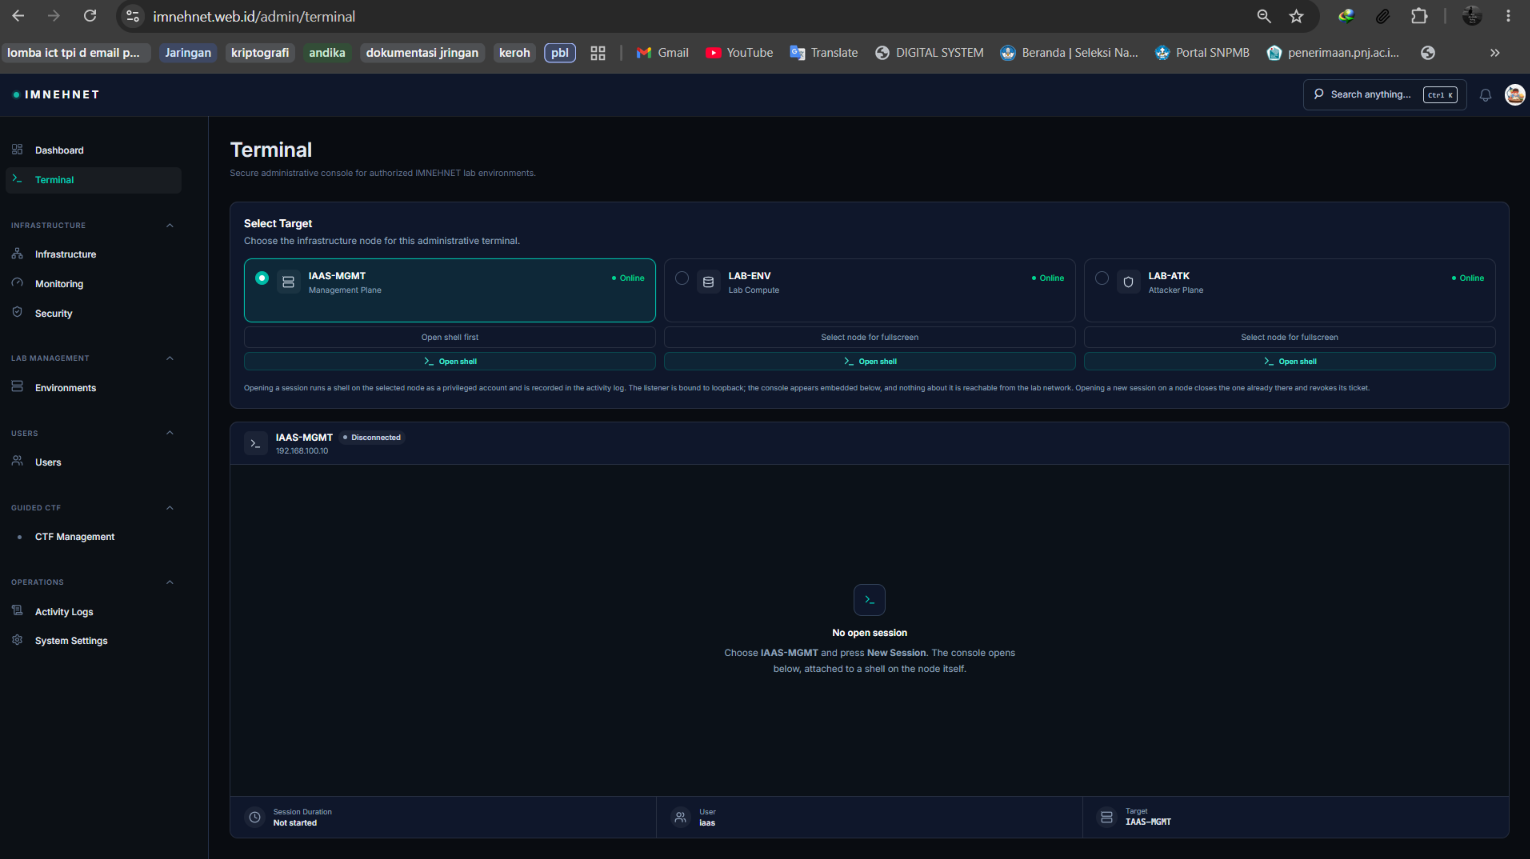 imnehnet.web.id/admin/terminal
lomba ict tpi d email p...
Jaringan
kriptografi
andika
dokumentasi jringan
keroh
pbl
Gmail
YouTube
Translate
DIGITAL SYSTEM
Beranda | Seleksi Na...
Portal SNPMB
penerimaan.pnj.ac.i...
»
IMNEHNET
Search anything...
Ctrl K
Dashboard
Terminal
INFRASTRUCTURE
Infrastructure
Monitoring
Security
LAB MANAGEMENT
Environments
USERS
Users
GUIDED CTF
CTF Management
OPERATIONS
Activity Logs
System Settings
Terminal
Secure administrative console for authorized IMNEHNET lab environments.
Select Target
Choose the infrastructure node for this administrative terminal.
IAAS-MGMT
Online
Management Plane
Open shell first
Open shell
LAB-ENV
Online
Lab Compute
Select node for fullscreen
Open shell
LAB-ATK
Online
Attacker Plane
Select node for fullscreen
Open shell
Opening a session runs a shell on the selected node as a privileged account and is recorded in the activity log. The listener is bound to loopback; the console appears embedded below, and nothing about it is reachable from the lab network. Opening a new session on a node closes the one already there and revokes its ticket.
IAAS-MGMT
Disconnected
192.168.100.10
No open session
Choose IAAS-MGMT and press New Session. The console opens
below, attached to a shell on the node itself.
Session Duration
Not started
User
iaas
Target
IAAS-MGMT